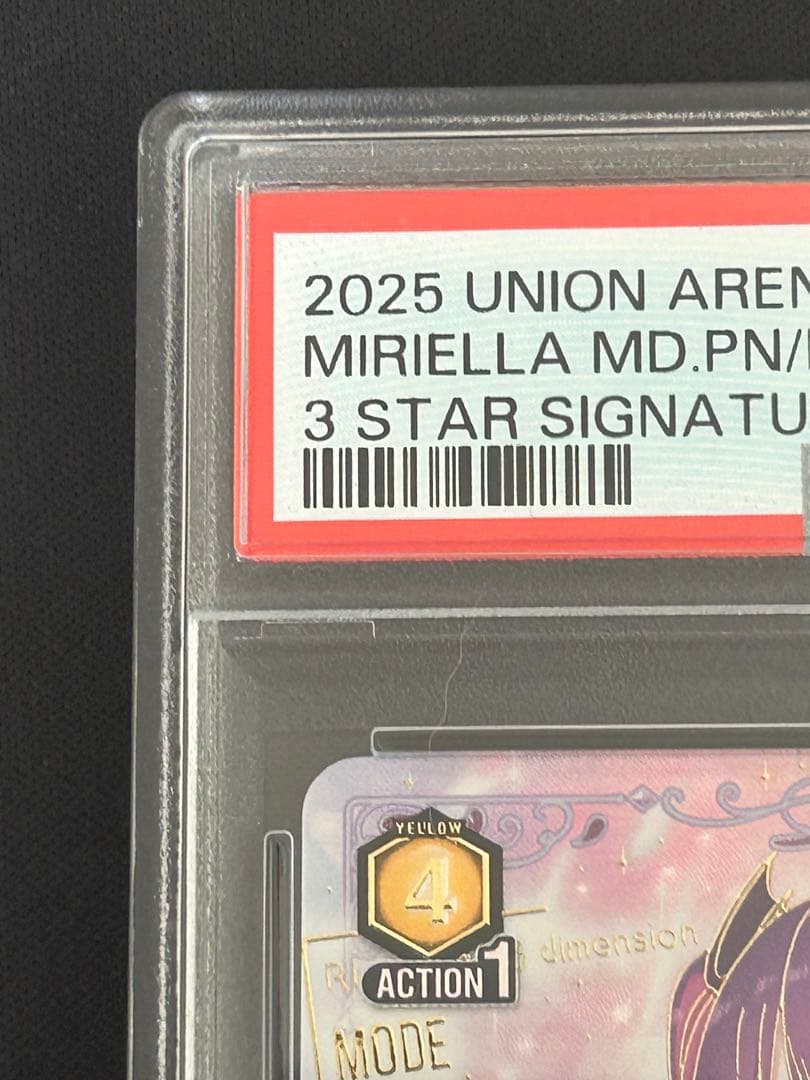 2025 UNION AREN
MIRIELLA MD.PN/
3 STAR SIGNATU
YELLOW
4
dimension
ACTION 1
MODE